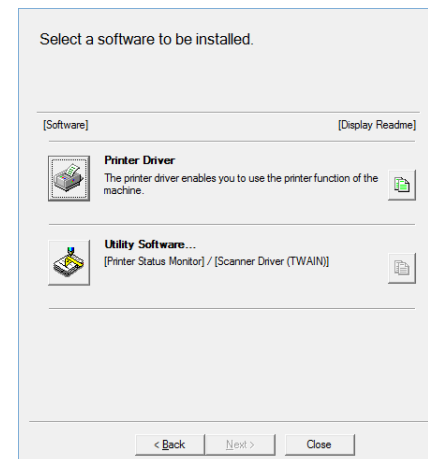 Select a software to be installed.
[Software] [Display Readme]
Printer Driver
The printer driver enables you to use the printer function of the
machine.
Utility Software...
[Printer Status Monitor] / [Scanner Driver (TWAIN)]
< Back Next > Close